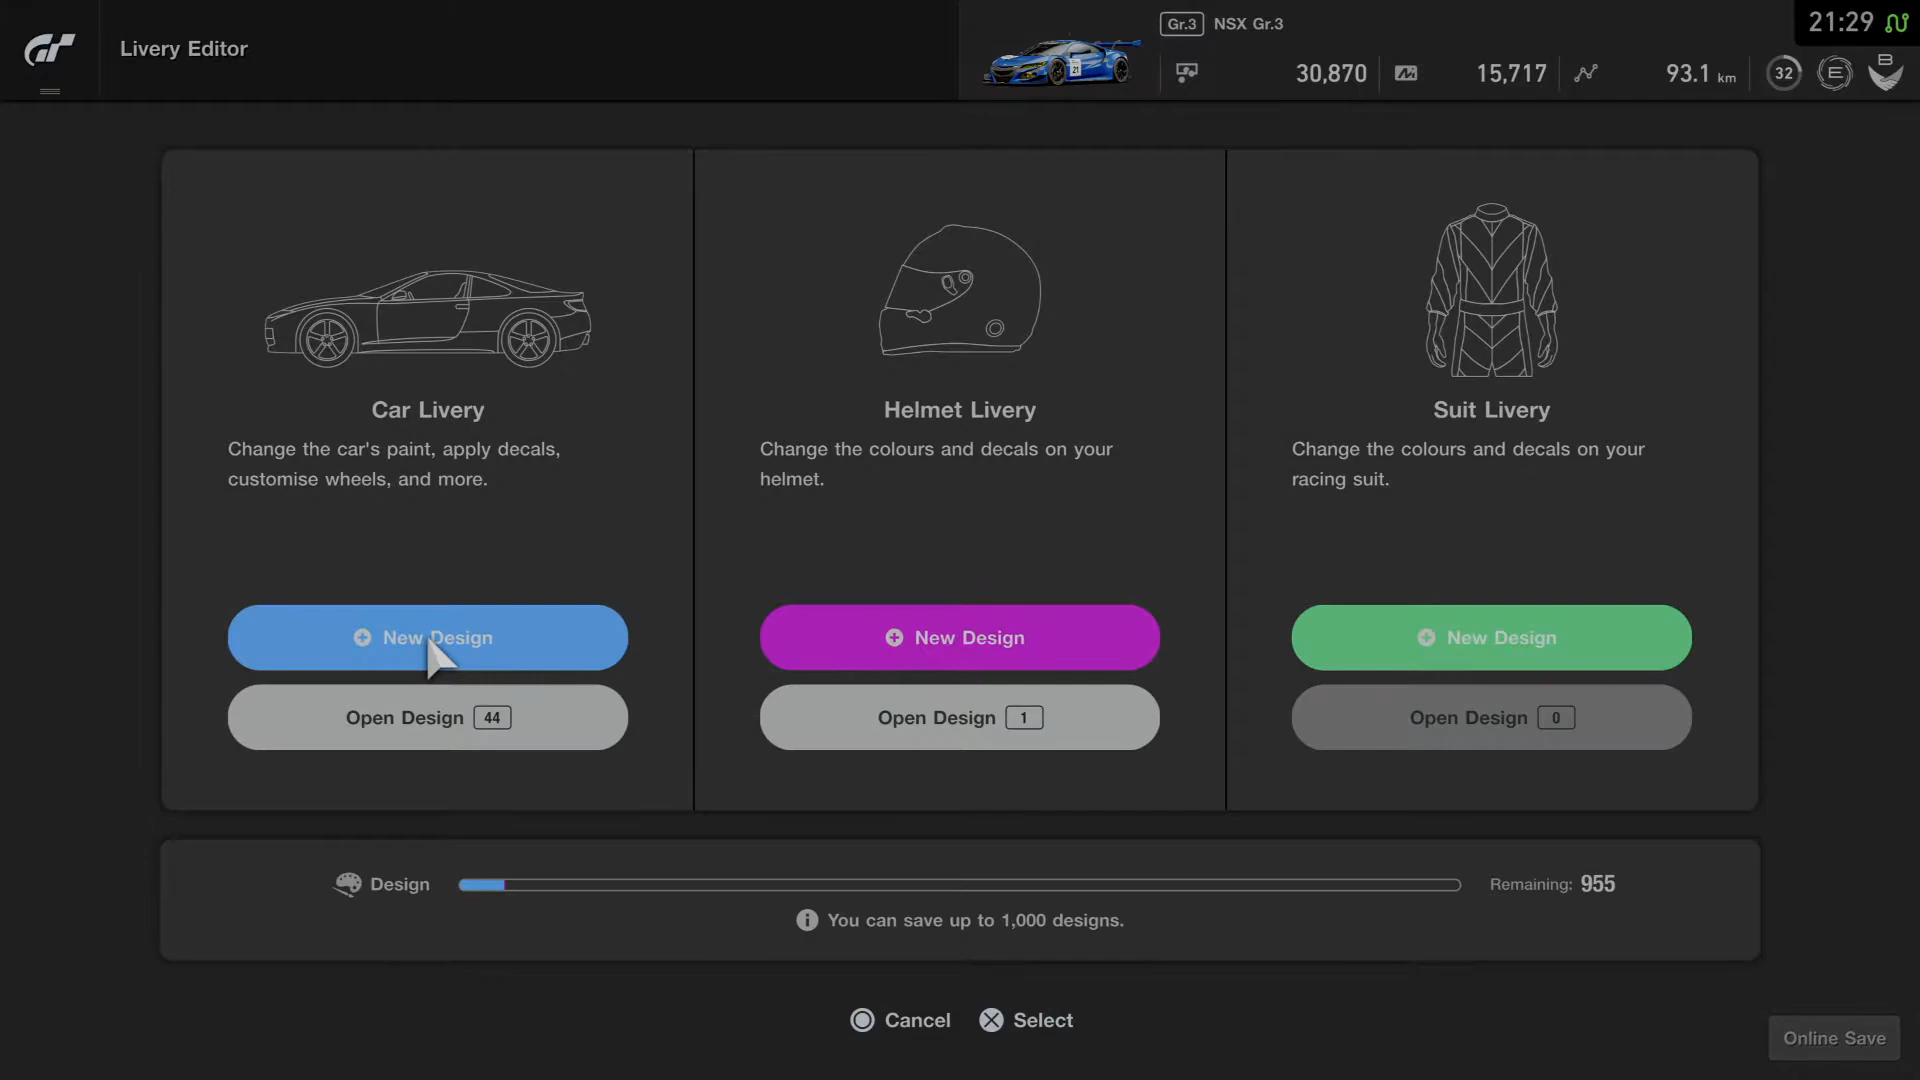 Livery Editor
Gr.3 NSX Gr.3
21:29
30,870
15,717
93.1 km
32
E
B
21
Car Livery
Change the car's paint, apply decals,
customise wheels, and more.
New Design
Open Design 44
Helmet Livery
Change the colours and decals on your
helmet.
New Design
Open Design 1
Suit Livery
Change the colours and decals on your
racing suit.
New Design
Open Design 0
Design
Remaining: 955
You can save up to 1,000 designs.
Cancel Select
Online Save